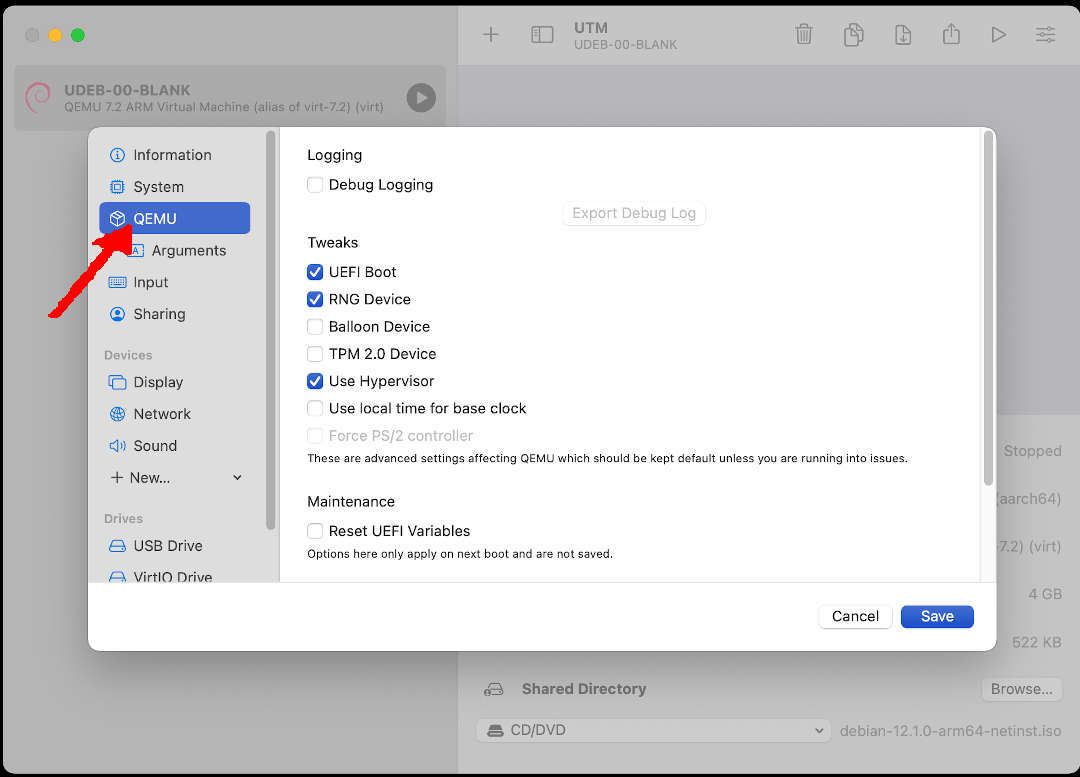 UTM
UDEB-00-BLANK
UDEB-00-BLANK
QEMU 7.2 ARM Virtual Machine (alias of virt-7.2) (virt)
Information
System
QEMU
Arguments
Input
Sharing
Devices
Display
Network
Sound
New...
Drives
USB Drive
VirtIO Drive
Logging
Debug Logging
Export Debug Log
Tweaks
UEFI Boot
RNG Device
Balloon Device
TPM 2.0 Device
Use Hypervisor
Use local time for base clock
Force PS/2 controller
These are advanced settings affecting QEMU which should be kept default unless you are running into issues.
Maintenance
Reset UEFI Variables
Options here only apply on next boot and are not saved.
Cancel
Save
Stopped
(aarch64)
-7.2) (virt)
4 GB
522 KB
Shared Directory
Browse...
CD/DVD
debian-12.1.0-arm64-netinst.iso